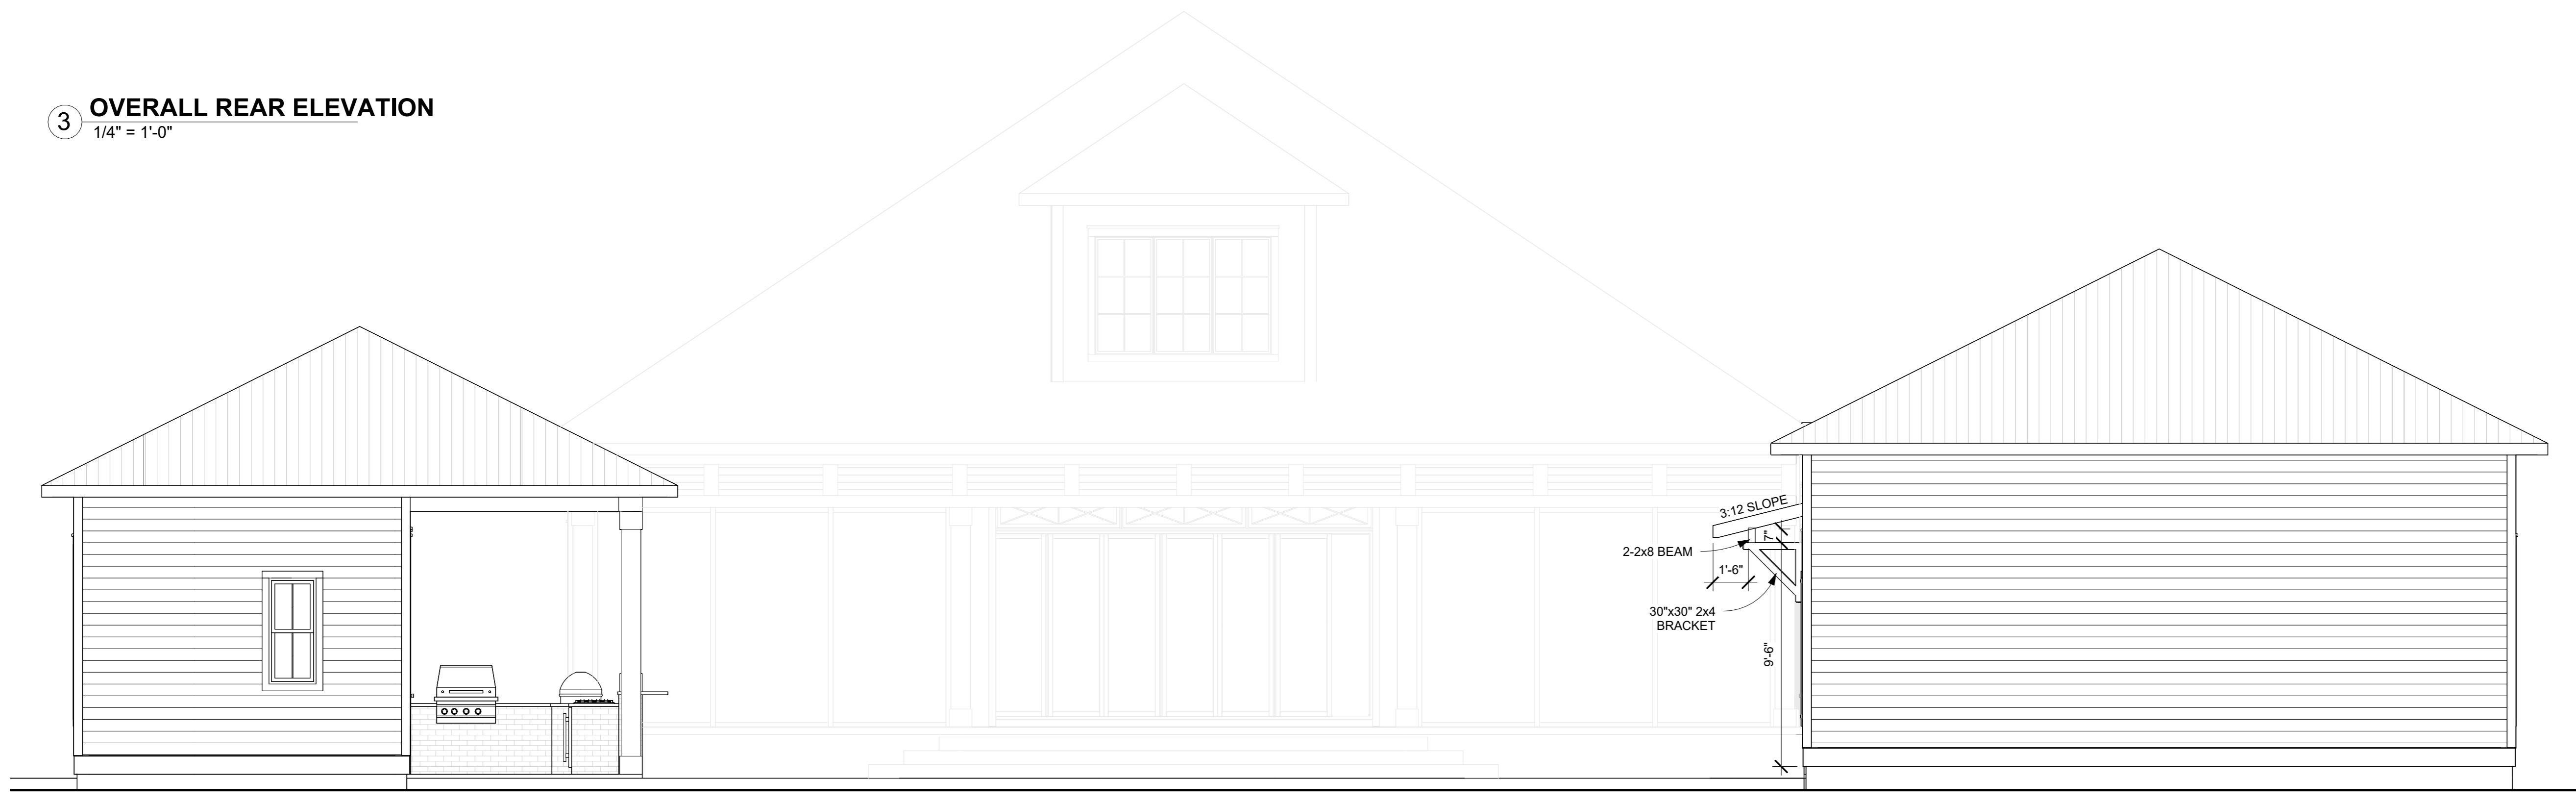 3
OVERALL REAR ELEVATION
1/4" = 1'-0"
3:12 SLOPE
7"
2-2x8 BEAM
1'-6"
30"x30" 2x4
BRACKET
9'-6"